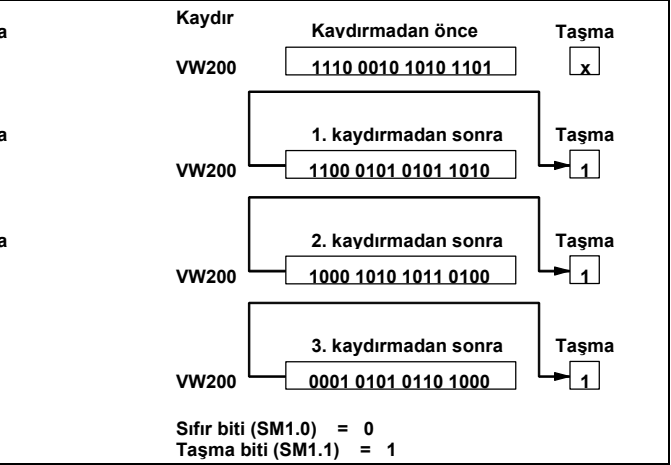 Kaydır
a Kaydırmadan önce Taşma
VW200 1110 0010 1010 1101 x
a 1. kaydırmadan sonra Taşma
VW200 1100 0101 0101 1010 1
a 2. kaydırmadan sonra Taşma
VW200 1000 1010 1011 0100 1
3. kaydırmadan sonra Taşma
VW200 0001 0101 0110 1000 1
Sıfır biti (SM1.0) = 0
Taşma biti (SM1.1) = 1